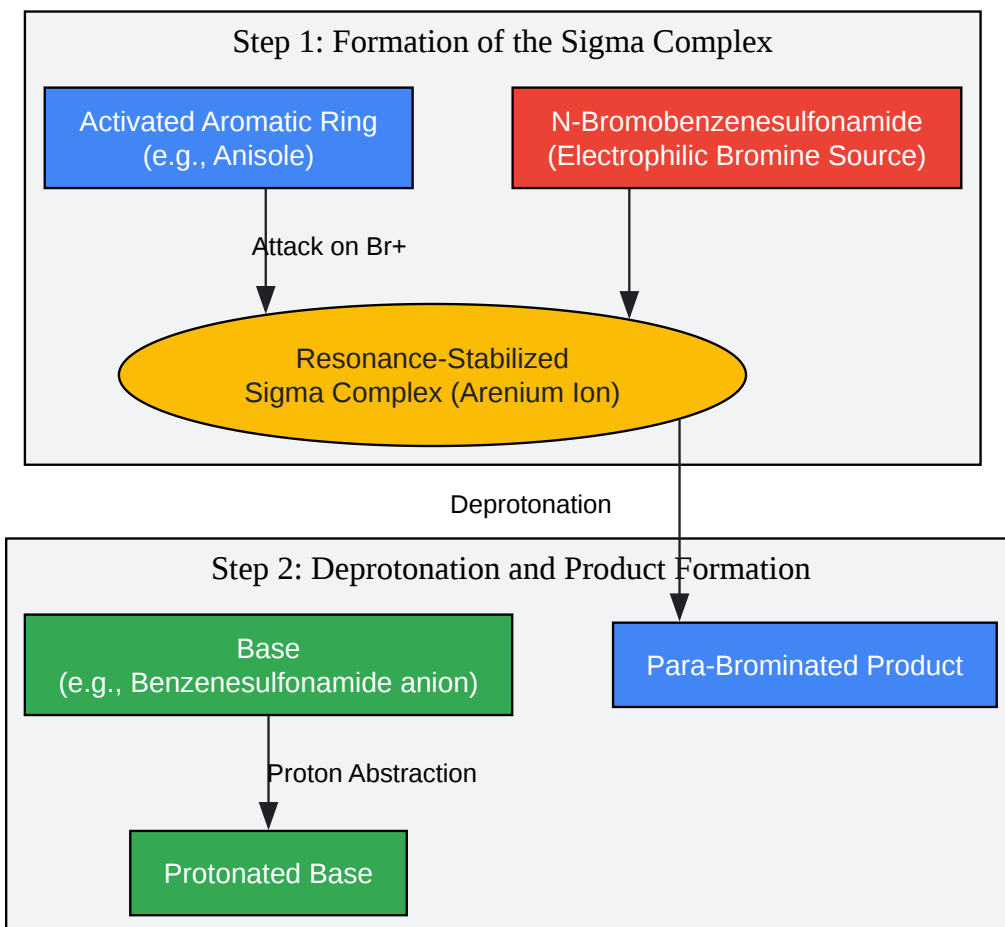 Step 1: Formation of the Sigma Complex
Activated Aromatic Ring
(e.g., Anisole)
N-Bromobenzenesulfonamide
(Electrophilic Bromine Source)
Attack on Br+
Resonance-Stabilized
Sigma Complex (Arenium Ion)
Deprotonation
Step 2: Deprotonation and Product Formation
Base
(e.g., Benzenesulfonamide anion)
Para-Brominated Product
Proton Abstraction
Protonated Base